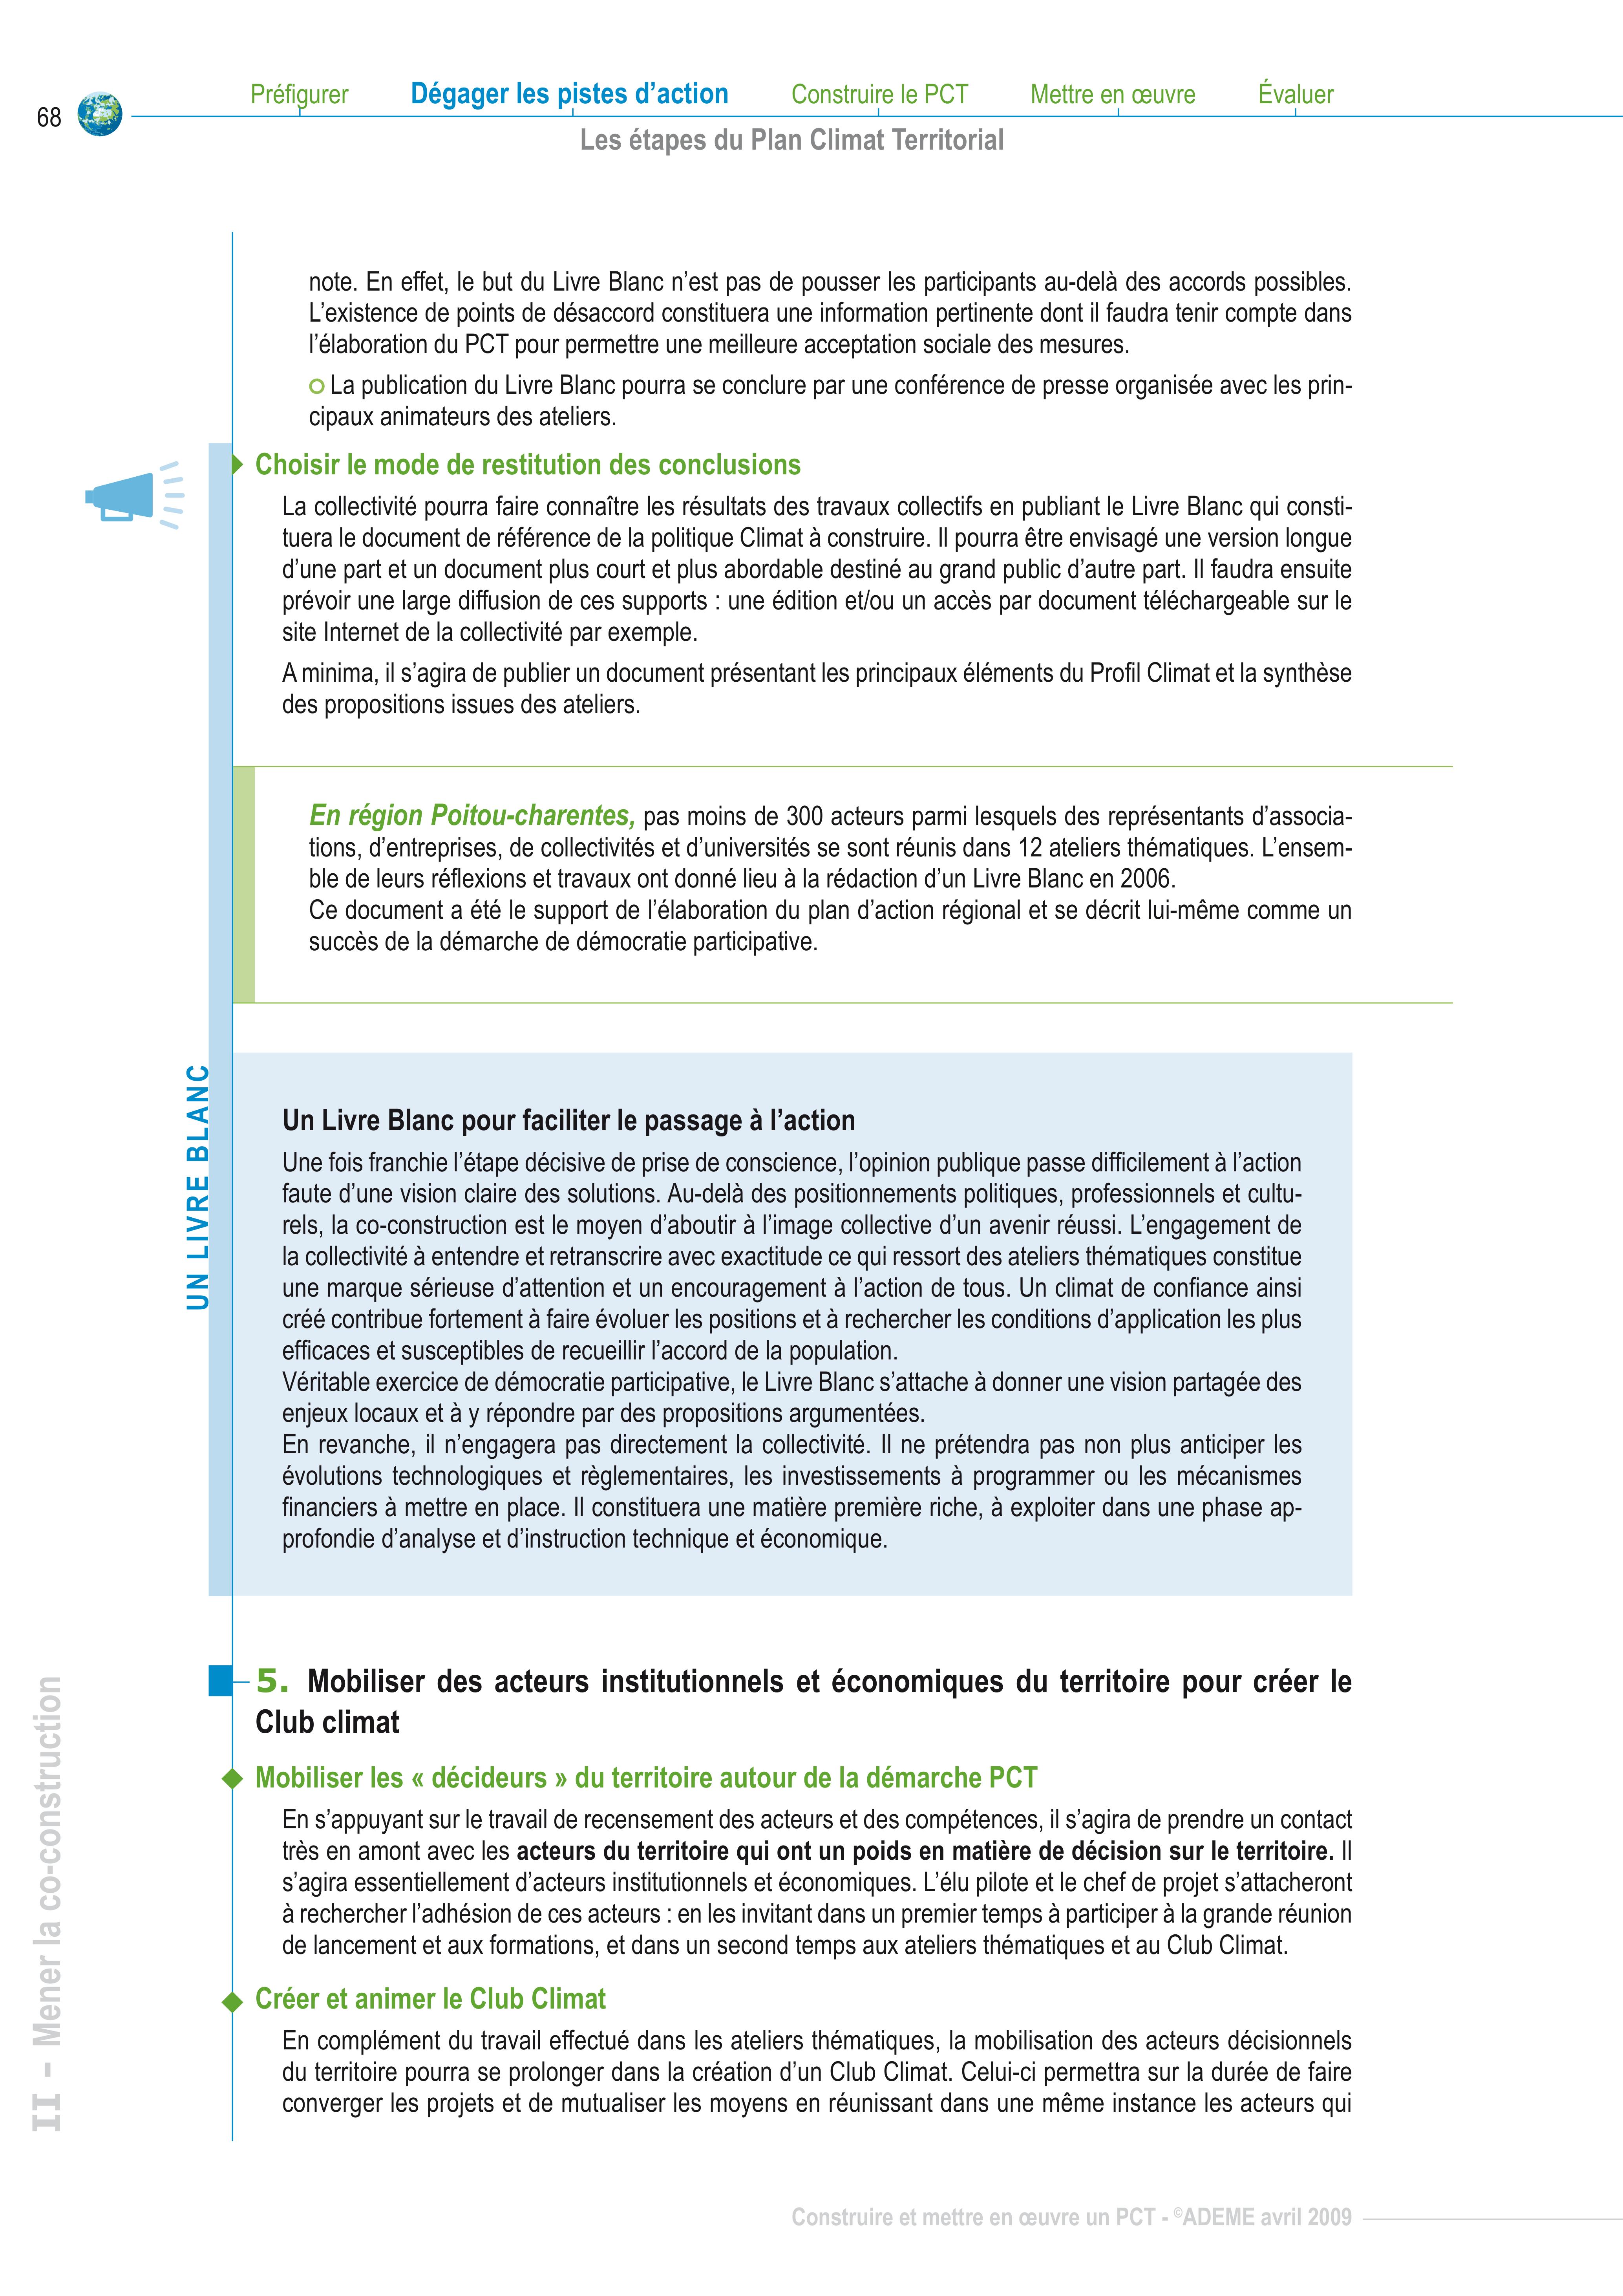 68
Préfigurer Dégager les pistes d’action Construire le PCT Mettre en œuvre Évaluer
Les étapes du Plan Climat Territorial
note. En effet, le but du Livre Blanc n’est pas de pousser les participants au-delà des accords possibles.
L’existence de points de désaccord constituera une information pertinente dont il faudra tenir compte dans
l’élaboration du PCT pour permettre une meilleure acceptation sociale des mesures.
La publication du Livre Blanc pourra se conclure par une conférence de presse organisée avec les prin-
cipaux animateurs des ateliers.
Choisir le mode de restitution des conclusions
La collectivité pourra faire connaître les résultats des travaux collectifs en publiant le Livre Blanc qui consti-
tuera le document de référence de la politique Climat à construire. Il pourra être envisagé une version longue
d’une part et un document plus court et plus abordable destiné au grand public d’autre part. Il faudra ensuite
prévoir une large diffusion de ces supports : une édition et/ou un accès par document téléchargeable sur le
site Internet de la collectivité par exemple.
A minima, il s’agira de publier un document présentant les principaux éléments du Profil Climat et la synthèse
des propositions issues des ateliers.
En région Poitou-charentes, pas moins de 300 acteurs parmi lesquels des représentants d’associa-
tions, d’entreprises, de collectivités et d’universités se sont réunis dans 12 ateliers thématiques. L’ensem-
ble de leurs réflexions et travaux ont donné lieu à la rédaction d’un Livre Blanc en 2006.
Ce document a été le support de l’élaboration du plan d’action régional et se décrit lui-même comme un
succès de la démarche de démocratie participative.
UN LIVRE BLANC
Un Livre Blanc pour faciliter le passage à l’action
Une fois franchie l’étape décisive de prise de conscience, l’opinion publique passe difficilement à l’action
faute d’une vision claire des solutions. Au-delà des positionnements politiques, professionnels et cultu-
rels, la co-construction est le moyen d’aboutir à l’image collective d’un avenir réussi. L’engagement de
la collectivité à entendre et retranscrire avec exactitude ce qui ressort des ateliers thématiques constitue
une marque sérieuse d’attention et un encouragement à l’action de tous. Un climat de confiance ainsi
créé contribue fortement à faire évoluer les positions et à rechercher les conditions d’application les plus
efficaces et susceptibles de recueillir l’accord de la population.
Véritable exercice de démocratie participative, le Livre Blanc s’attache à donner une vision partagée des
enjeux locaux et à y répondre par des propositions argumentées.
En revanche, il n’engagera pas directement la collectivité. Il ne prétendra pas non plus anticiper les
évolutions technologiques et règlementaires, les investissements à programmer ou les mécanismes
financiers à mettre en place. Il constituera une matière première riche, à exploiter dans une phase ap-
profondie d’analyse et d’instruction technique et économique.
5. Mobiliser des acteurs institutionnels et économiques du territoire pour créer le
Club climat
Mobiliser les « décideurs » du territoire autour de la démarche PCT
En s’appuyant sur le travail de recensement des acteurs et des compétences, il s’agira de prendre un contact
très en amont avec les acteurs du territoire qui ont un poids en matière de décision sur le territoire. Il
s’agira essentiellement d’acteurs institutionnels et économiques. L’élu pilote et le chef de projet s’attacheront
à rechercher l’adhésion de ces acteurs : en les invitant dans un premier temps à participer à la grande réunion
de lancement et aux formations, et dans un second temps aux ateliers thématiques et au Club Climat.
Créer et animer le Club Climat
En complément du travail effectué dans les ateliers thématiques, la mobilisation des acteurs décisionnels
du territoire pourra se prolonger dans la création d’un Club Climat. Celui-ci permettra sur la durée de faire
converger les projets et de mutualiser les moyens en réunissant dans une même instance les acteurs qui
II - Mener la co-construction
Construire et mettre en œuvre un PCT - ©ADEME avril 2009